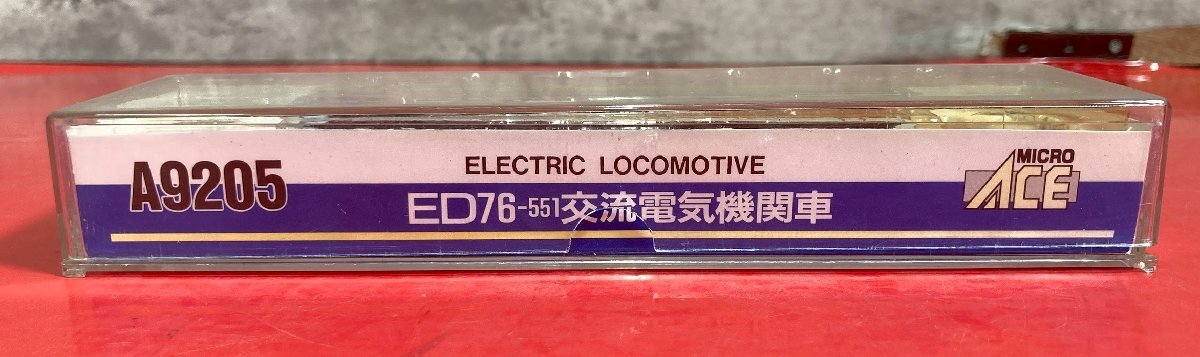 A9205
ELECTRIC LOCOMOTIVE
ED76-551交流電気機関車
MICRO
ACE